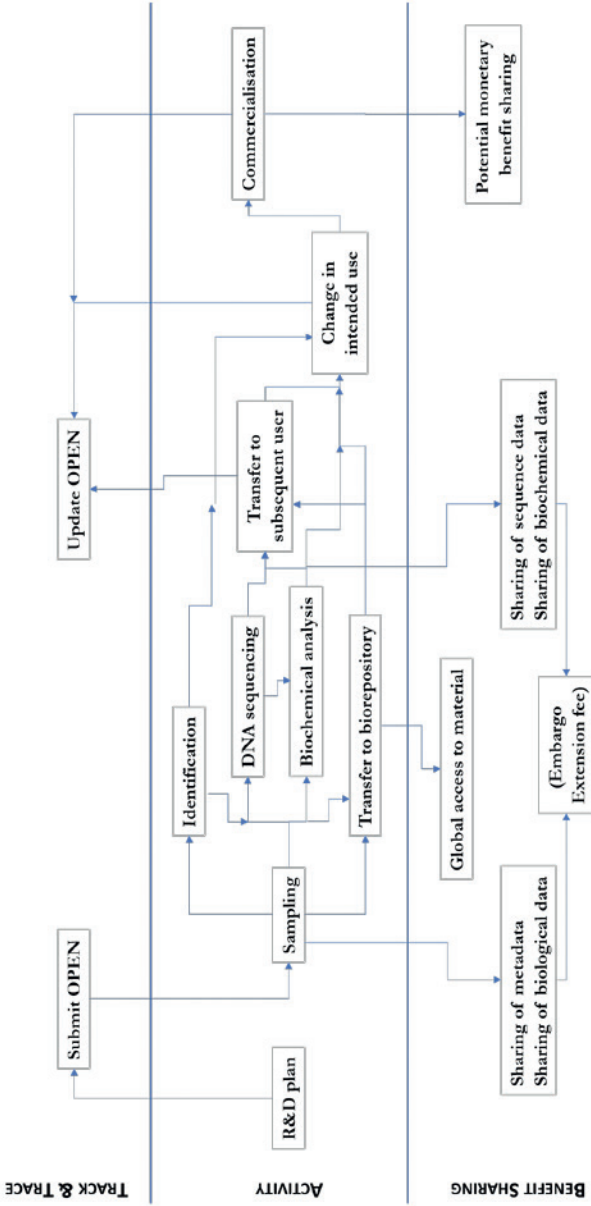 TRACK & TRACE
Submit OPEN
Update OPEN
ACTIVITY
R&D plan
Sampling
Identification
DNA sequencing
Biochemical analysis
Transfer to biorepository
Transfer to
subsequent user
Change in
intended use
Commercialisation
BENEFIT SHARING
Sharing of metadata
Sharing of biological data
Global access to material
(Embargo
Extension fee)
Sharing of sequence data
Sharing of biochemical data
Potential monetary
benefit sharing